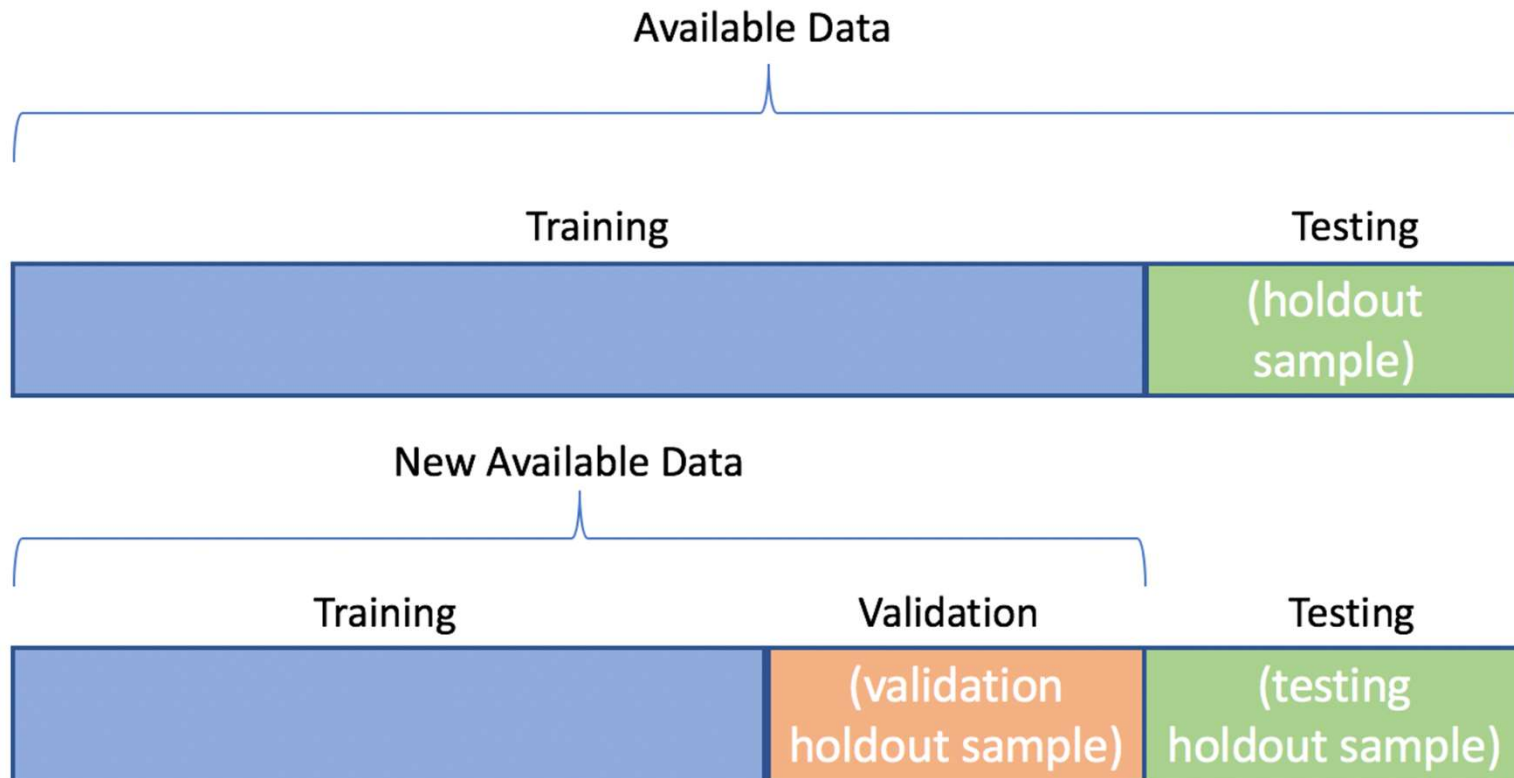 Available Data
Training
Testing
(holdout
sample)
New Available Data
Training
Validation
Testing
(validation
holdout sample)
(testing
holdout sample)